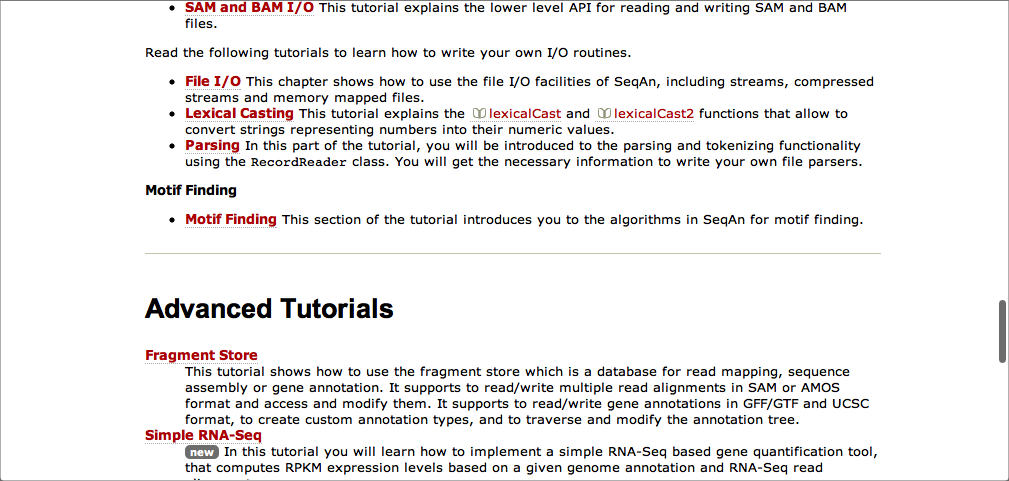 SAM and BAM I/O This tutorial explains the lower level API for reading and writing SAM and BAM
files.
Read the following tutorials to learn how to write your own I/O routines.
File I/O This chapter shows how to use the file I/O facilities of SeqAn, including streams, compressed
streams and memory mapped files.
Lexical Casting This tutorial explains the lexicalCast and lexicalCast2 functions that allow to
convert strings representing numbers into their numeric values.
Parsing In this part of the tutorial, you will be introduced to the parsing and tokenizing functionality
using the RecordReader class. You will get the necessary information to write your own file parsers.
Motif Finding
Motif Finding This section of the tutorial introduces you to the algorithms in SeqAn for motif finding.
Advanced Tutorials
Fragment Store
This tutorial shows how to use the fragment store which is a database for read mapping, sequence
assembly or gene annotation. It supports to read/write multiple read alignments in SAM or AMOS
format and access and modify them. It supports to read/write gene annotations in GFF/GTF and UCSC
format, to create custom annotation types, and to traverse and modify the annotation tree.
Simple RNA-Seq
new In this tutorial you will learn how to implement a simple RNA-Seq based gene quantification tool,
that computes RPKM expression levels based on a given genome annotation and RNA-Seq read